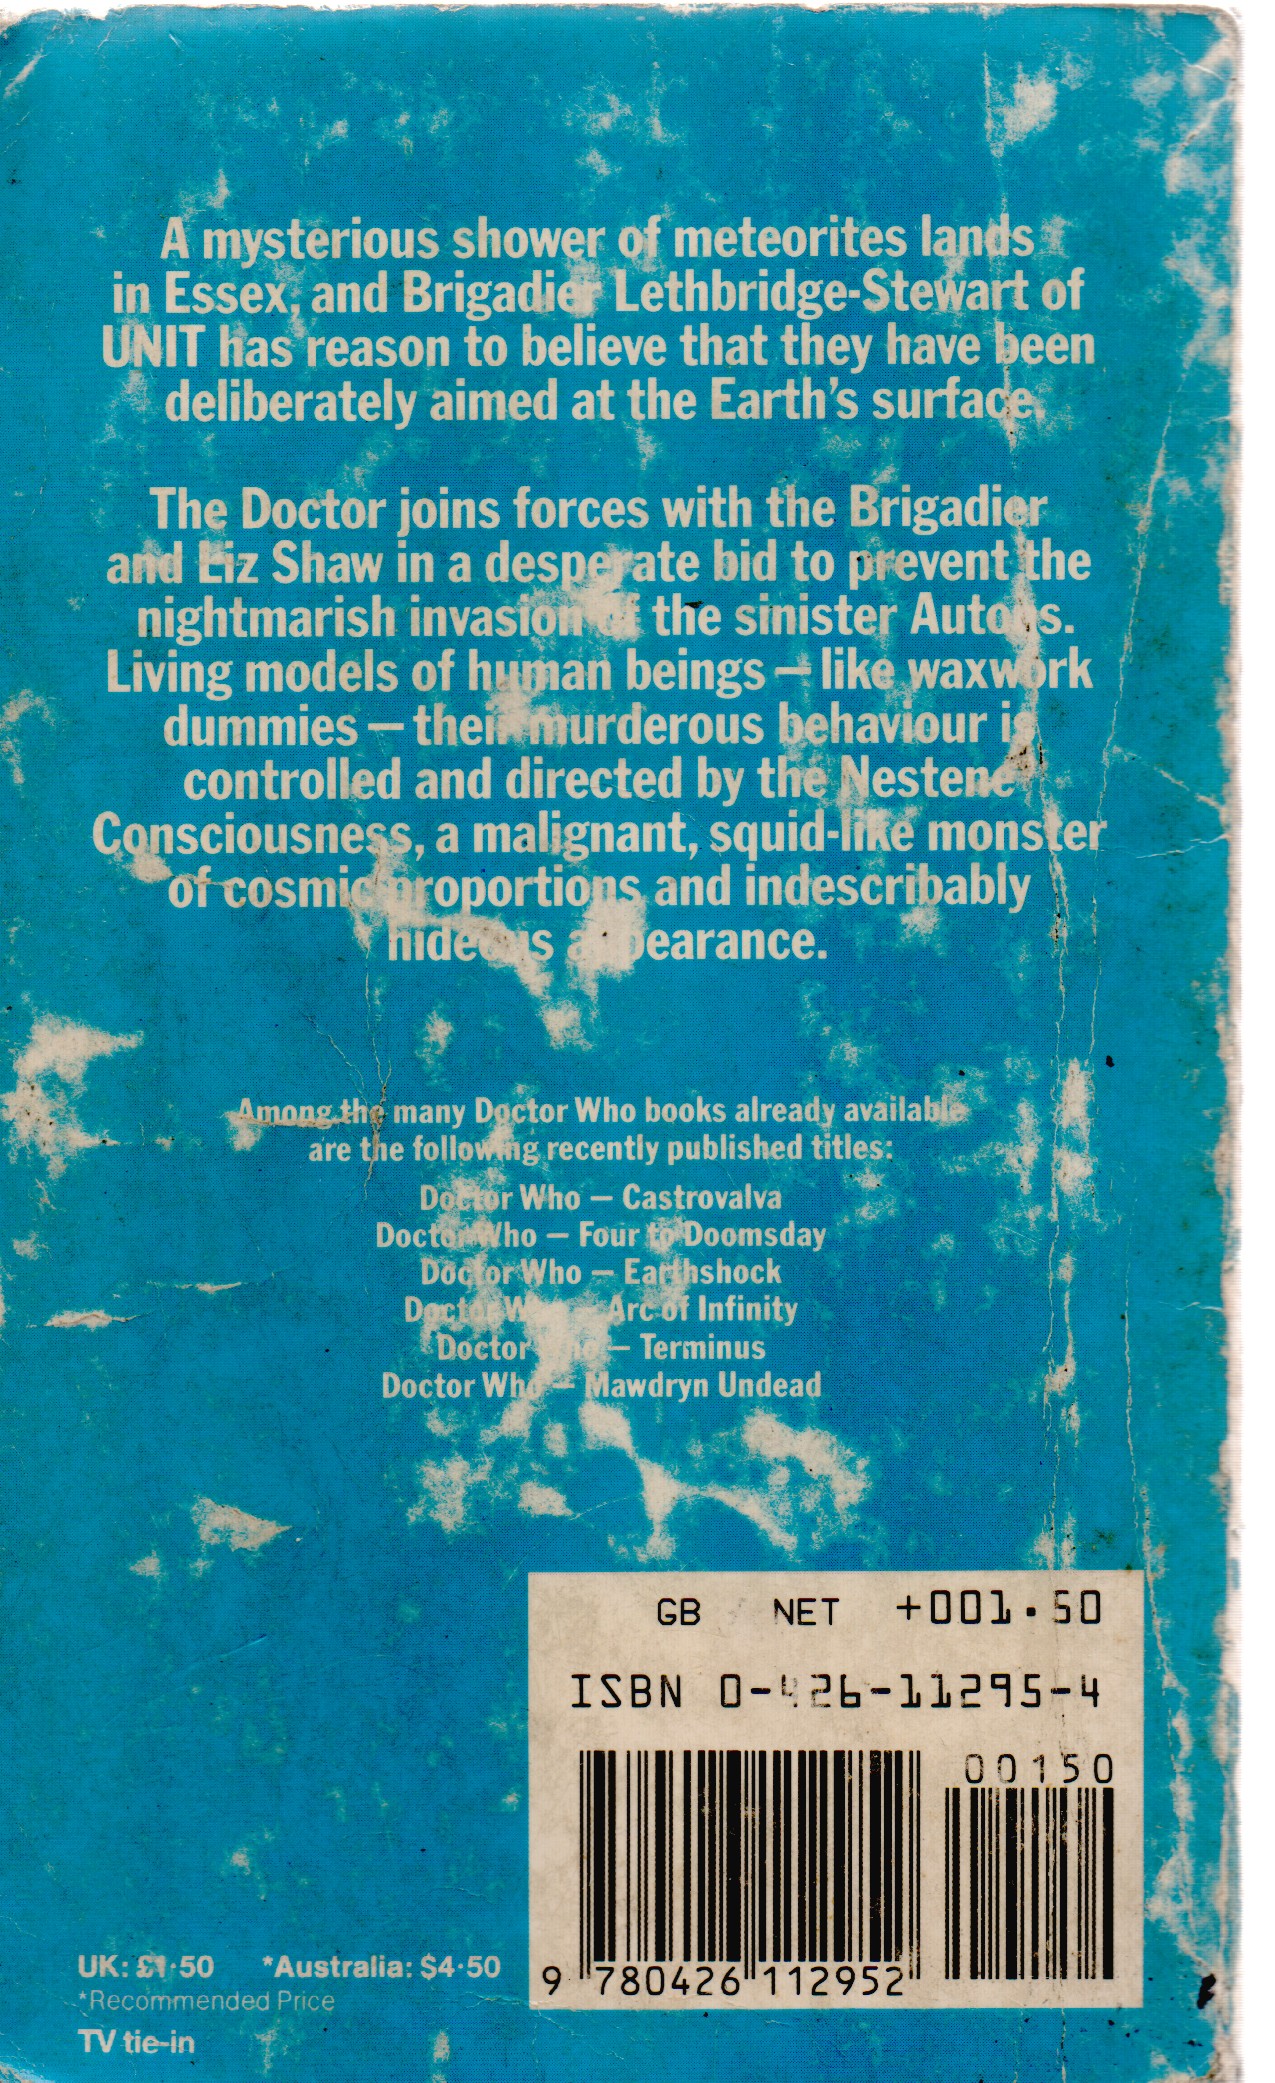 A mysterious shower of meteorites lands
in Essex, and Brigadier Lethbridge-Stewart of
UNIT has reason to believe that they have been
deliberately aimed at the Earth's surface.
The Doctor joins forces with the Brigadier
and Liz Shaw in a desperate bid to prevent the
nightmarish invasion of the sinister Autons.
Living models of human beings — like waxwork
dummies — their murderous behaviour is
controlled and directed by the Nestene
Consciousness, a malignant, squid-like monster
of cosmic proportions and indescribably
hideous appearance.
Among the many Doctor Who books already available
are the following recently published titles:
Doctor Who — Castrovalva
Doctor Who — Four to Doomsday
Doctor Who — Earthshock
Doctor Who — Arc of Infinity
Doctor Who — Terminus
Doctor Who — Mawdryn Undead
GB NET +001.50
ISBN 0-426-11295-4
00150
9 780426 112952
UK: £1·50 *Australia: $4·50
*Recommended Price
TV tie-in